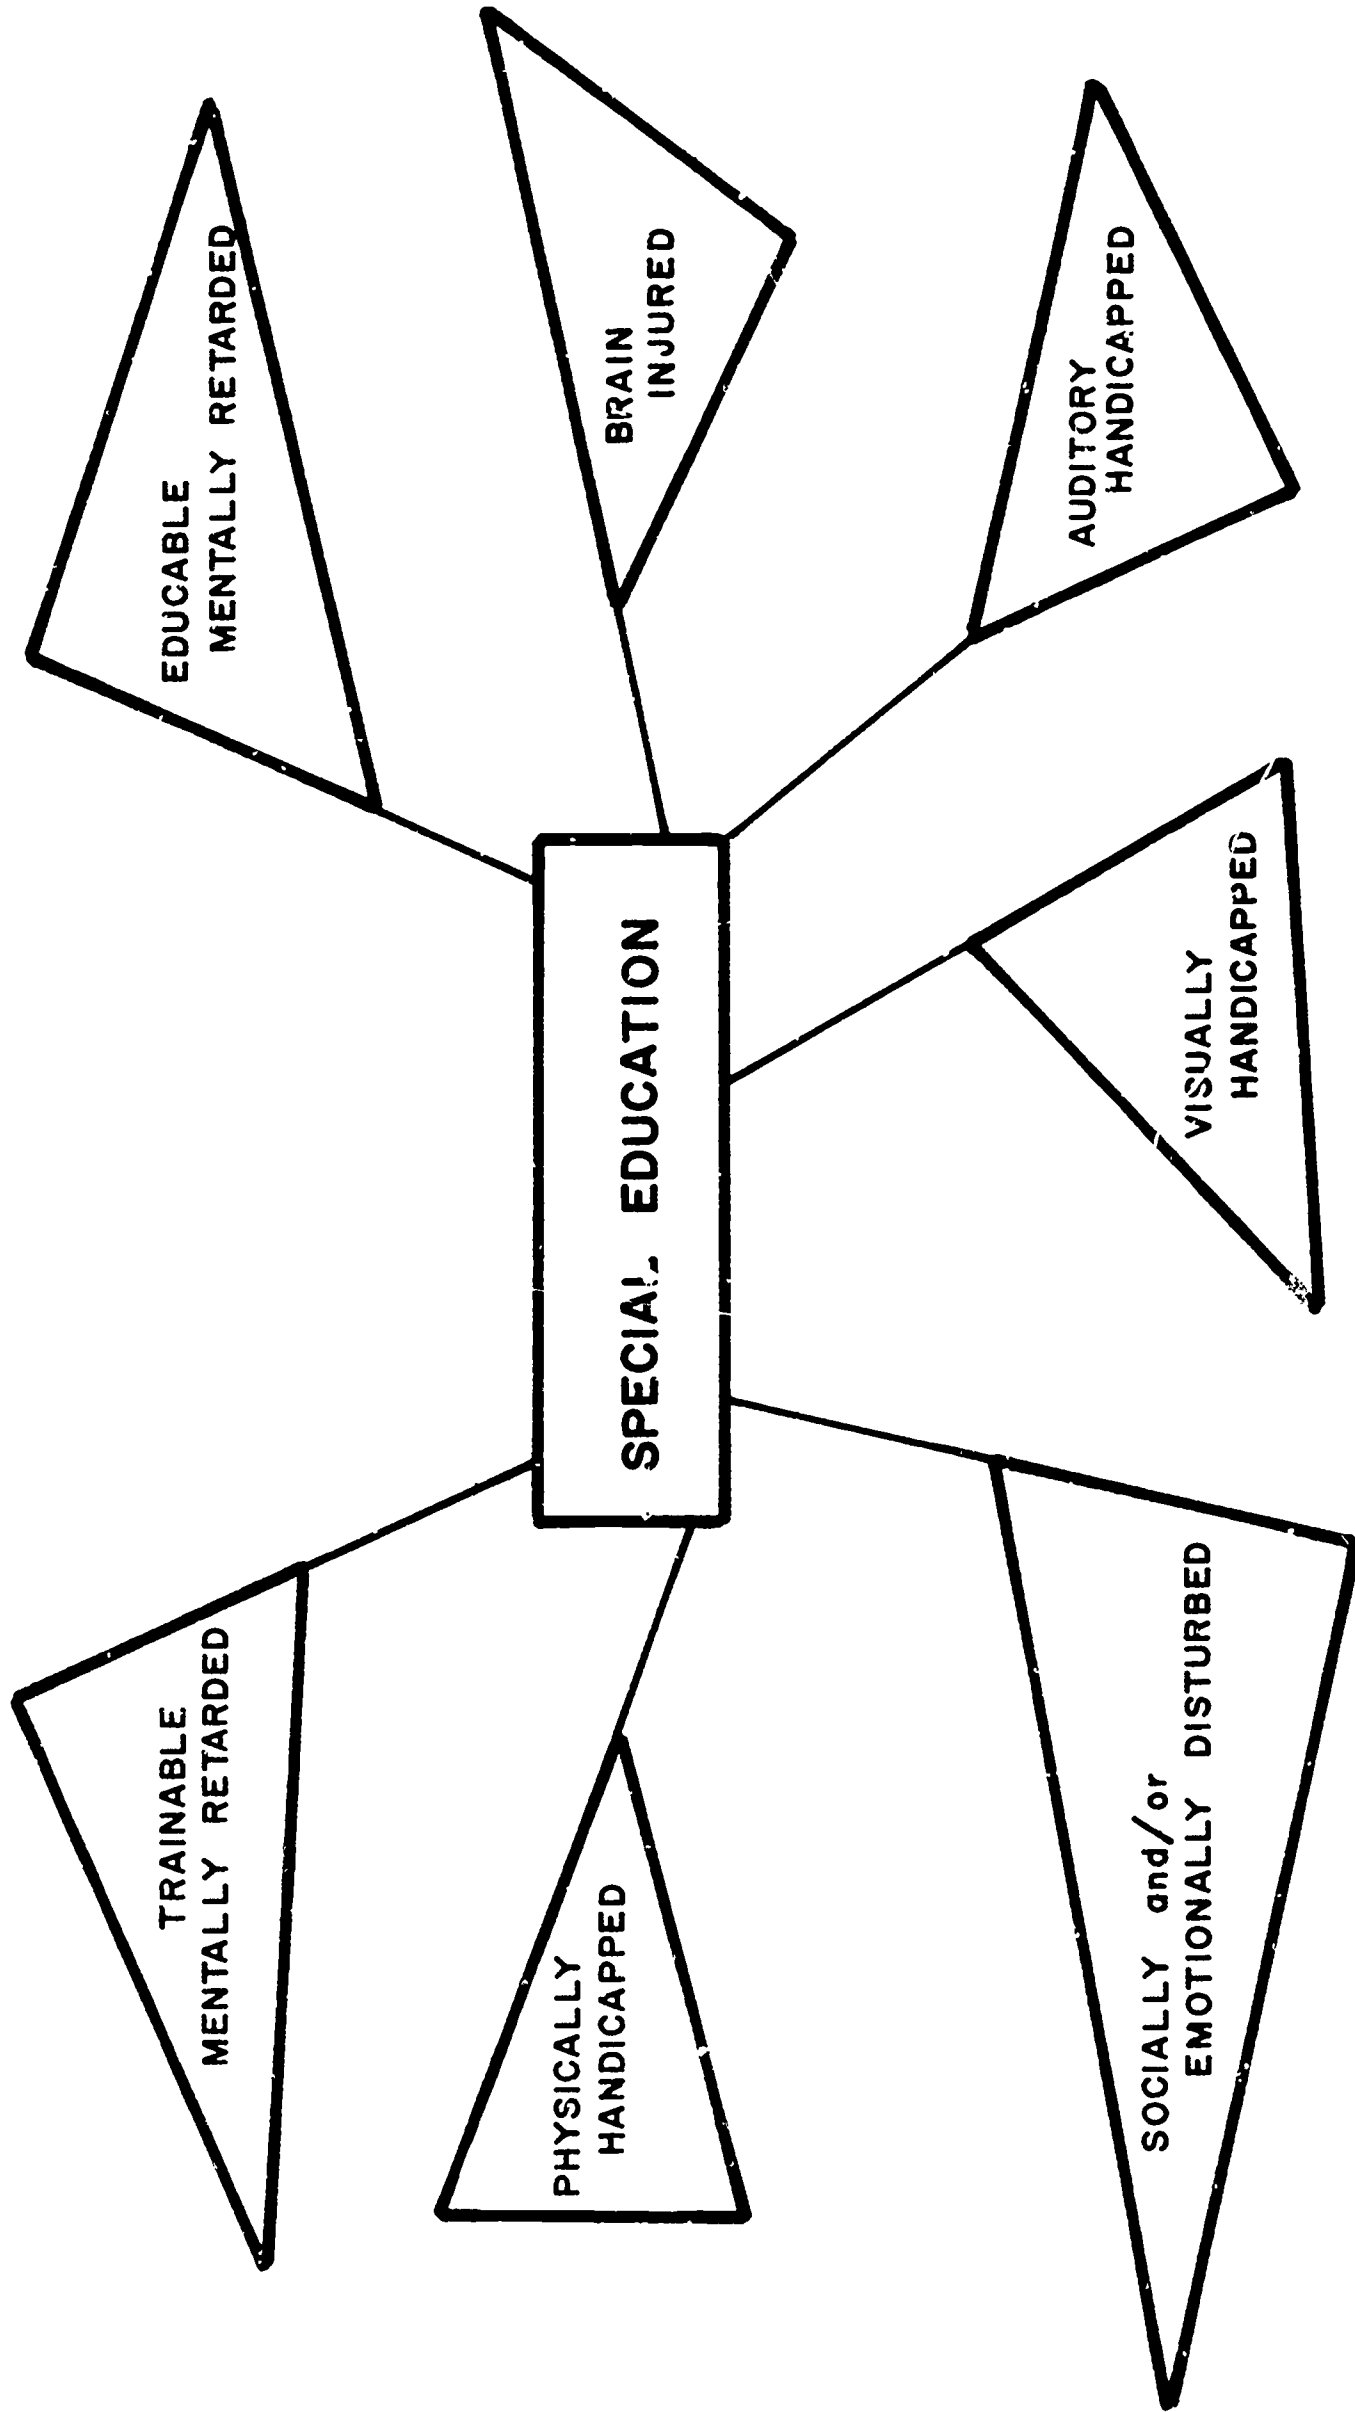 TRAINABLE
MENTALLY RETARDED
EDUCABLE
MENTALLY RETARDED
PHYSICALLY
HANDICAPPED
SPECIAL EDUCATION
BRAIN
INJURED
SOCIALLY and/or
EMOTIONALLY DISTURBED
VISUALLY
HANDICAPPED
AUDITORY
HANDICAPPED